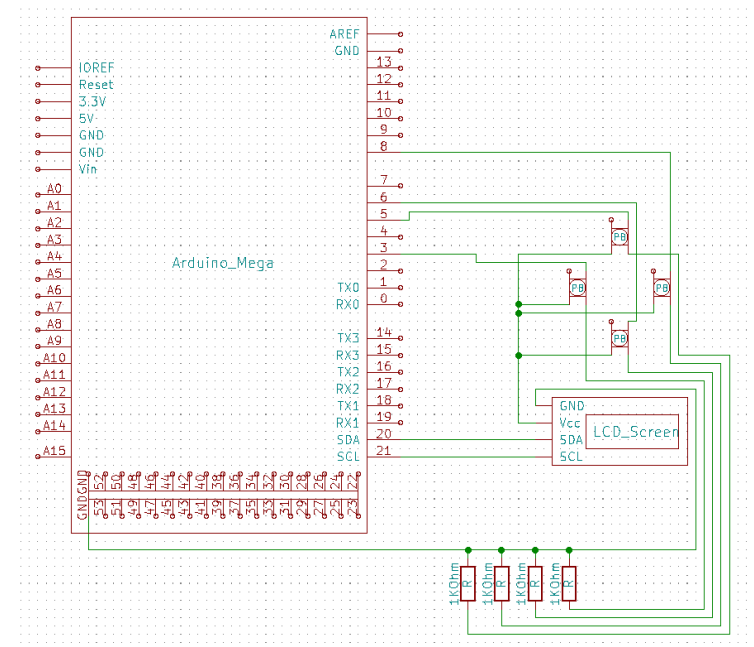 AREF
GND
IOREF
Reset
3.3V
5V
GND
GND
Vin
13
12
11
10
9
8
7
6
5
4
3
2
TX0 1
RX0 0
TX3 14
RX3 15
TX2 16
RX2 17
TX1 18
RX1 19
SDA 20
SCL 21
A0
A1
A2
A3
A4
A5
A6
A7
A8
A9
A10
A11
A12
A13
A14
A15
Arduino_Mega
PB
PB
PB
PB
GND
Vcc
SDA
SCL
LCD_Screen
GND 52 50 48 46 44 42 40 38 36 34 32 30 28 26 24 22
GND 53 51 49 47 45 43 41 39 37 35 33 31 29 27 25 23
1KOhm R
1KOhm R
1KOhm R
1KOhm R